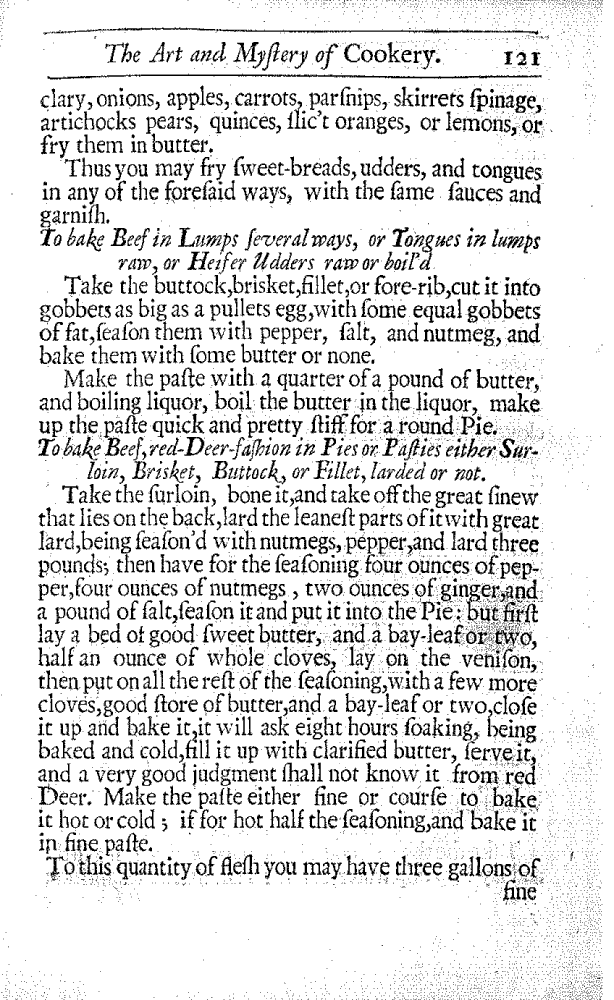 The Art and Myſtery of Cookery. 121
clary, onions, apples, carrots, parſnips, skirrets ſpinage,
artichocks pears, quinces, ſlic't oranges, or lemons, or
fry them in butter.
Thus you may fry ſweet-breads, udders, and tongues
in any of the foreſaid ways, with the ſame ſauces and
garniſh.
To bake Beef in Lumps ſeveral ways, or Tongues in lumps
raw, or Heifer Udders raw or boil'd
Take the buttock, brisket, fillet, or fore-rib, cut it into
gobbets as big as a pullets egg, with ſome equal gobbets
of fat, ſeaſon them with pepper, ſalt, and nutmeg, and
bake them with ſome butter or none.
Make the paſte with a quarter of a pound of butter,
and boiling liquor, boil the butter in the liquor, make
up the paſte quick and pretty ſtiff for a round Pie.
To bake Beef, red-Deer-faſhion in Pies or Paſties either Sur-
loin, Brisket, Buttock, or Fillet, larded or not.
Take the ſurloin, bone it, and take off the great ſinew
that lies on the back, lard the leaneſt parts of it with great
lard, being ſeaſon'd with nutmegs, pepper, and lard three
pounds; then have for the ſeaſoning four ounces of pep-
per, four ounces of nutmegs, two ounces of ginger, and
a pound of ſalt, ſeaſon it and put it into the Pie: but firſt
lay a bed of good ſweet butter, and a bay-leaf or two,
half an ounce of whole cloves, lay on the veniſon,
then put on all the reſt of the ſeaſoning, with a few more
cloves, good ſtore of butter, and a bay-leaf or two, cloſe
it up and bake it, it will ask eight hours ſoaking, being
baked and cold, fill it up with clarified butter, ſerve it,
and a very good judgment ſhall not know it from red
Deer. Make the paſte either fine or courſe to bake
it hot or cold; if for hot half the ſeaſoning, and bake it
in fine paſte.
To this quantity of fleſh you may have three gallons of
fine